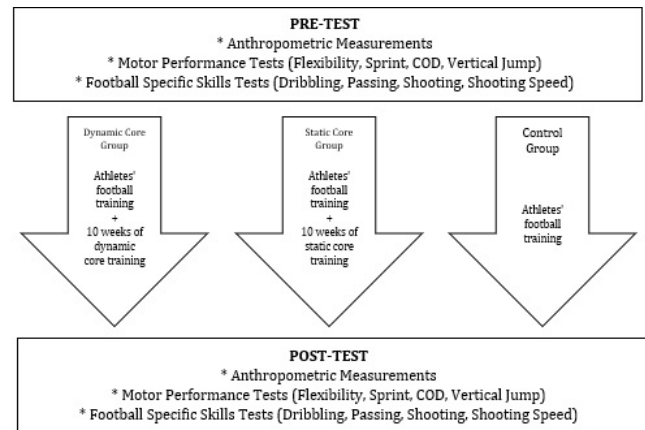 PRE-TEST
* Anthropometric Measurements
* Motor Performance Tests (Flexibility, Sprint, COD, Vertical Jump)
* Football Specific Skills Tests (Dribbling, Passing, Shooting, Shooting Speed)
Dynamic Core
Group
Athletes'
football
training
+
10 weeks of
dynamic
core training
Static Core
Group
Athletes'
football
training
+
10 weeks of
static core
training
Control
Group
Athletes'
football
training
POST-TEST
* Anthropometric Measurements
* Motor Performance Tests (Flexibility, Sprint, COD, Vertical Jump)
* Football Specific Skills Tests (Dribbling, Passing, Shooting, Shooting Speed)